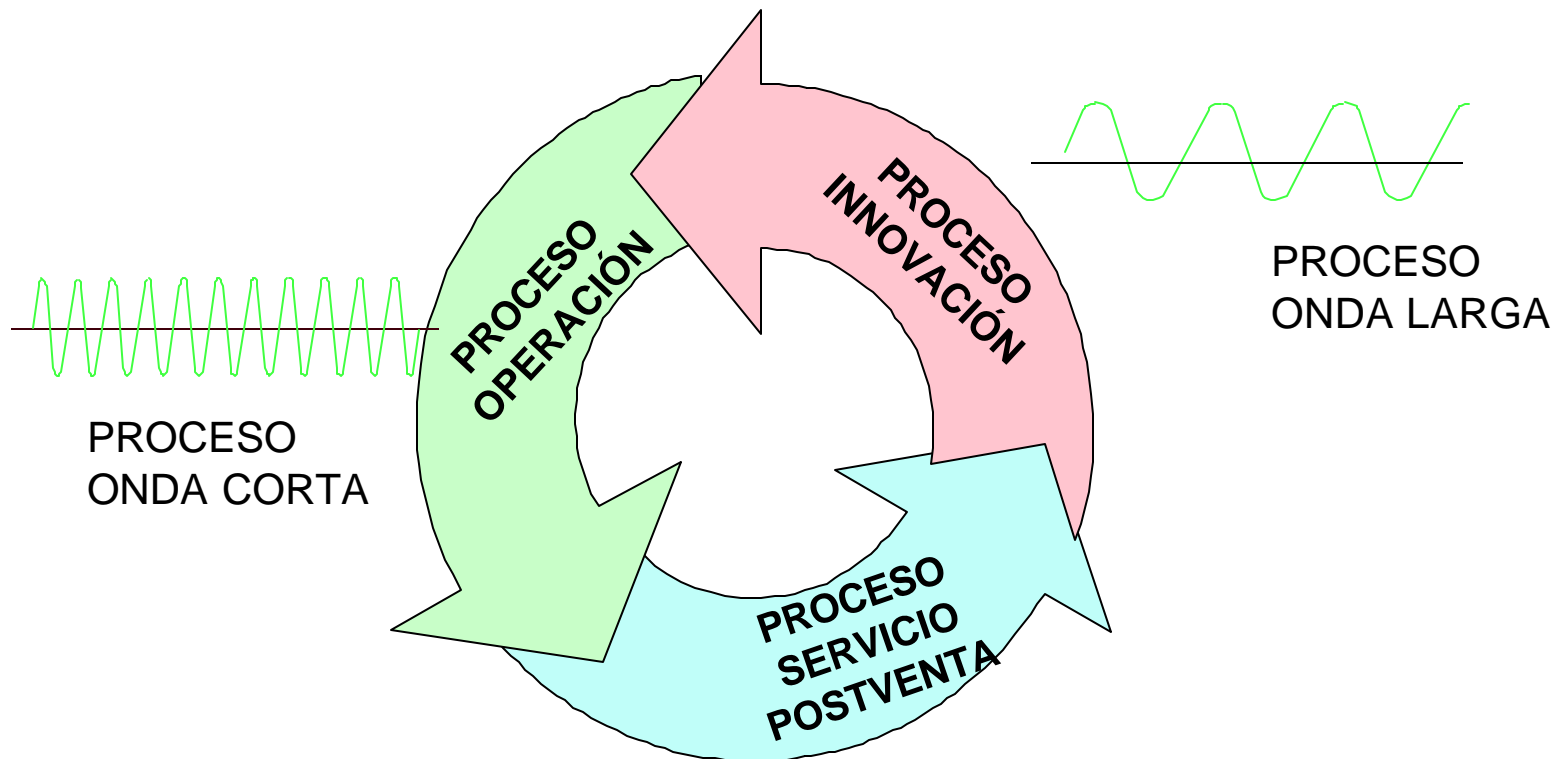 PROCESO
INNOVACIÓN
PROCESO
ONDA LARGA
PROCESO
OPERACIÓN
PROCESO
ONDA CORTA
PROCESO
SERVICIO
POSTVENTA